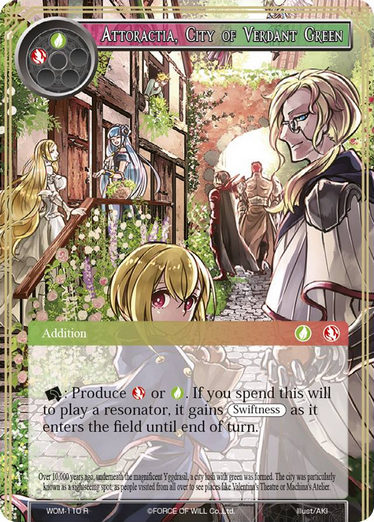 Attoractia, City of Verdant Green
Addition
: Produce or . If you spend this will
to play a resonator, it gains Swiftness as it
enters the field until end of turn.
Over 10,000 years ago, underneath the magnificent Yggdrasil, a city lush with green was formed. The city was particularly
known as a sightseeing spot, as people visited from all over to see places like Valentina's Theatre or Machina's Atelier.
WOM-110 R ©FORCE OF WILL Co.,Ltd. Illust/AKi